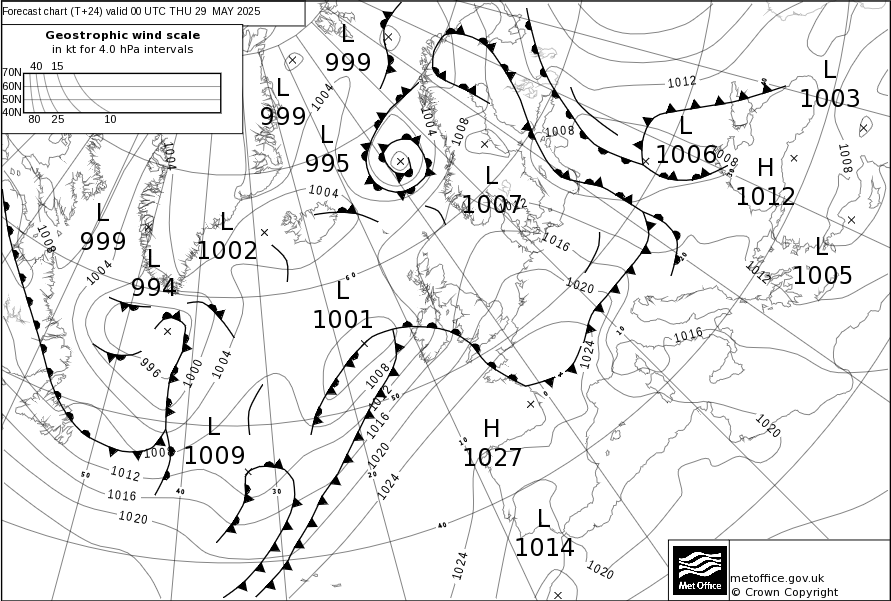 Forecast chart (T+24) valid 00 UTC THU 29 MAY 2025
Geostrophic wind scale
in kt for 4.0 hPa intervals
40 15
70N
60N
50N
40N
80 25 10
L
999
L
999
L
995
L
1003
L
1006
H
1012
L
1007
L
999
L
1002
L
994
L
1005
L
1001
L
1009
H
1027
L
1014
1004
1004
1008
1004
1012
1008
1008
1008
1004
1012
1008
1004
1016
1012
1020
1016
996
1000
1004
1024
1008
1012
1016
1020
1024
1020
1008
1012
1016
1020
1024
1020
60
50
40
30
20
10
0
10
50
40
metoffice.gov.uk
© Crown Copyright
Met Office